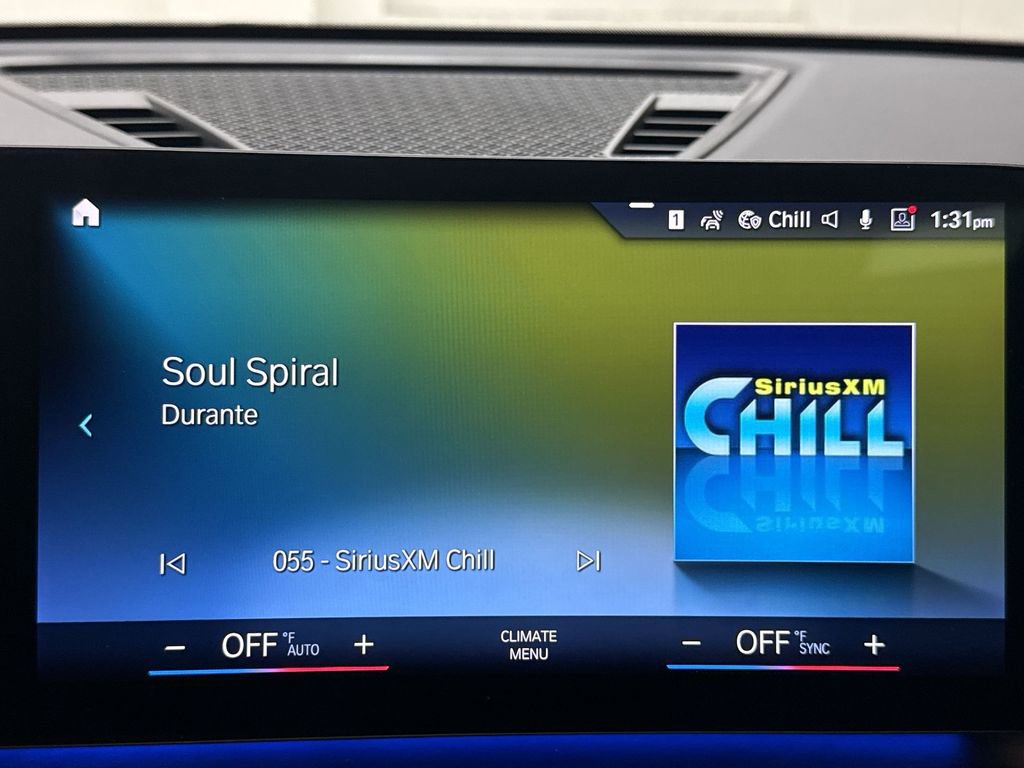 1 Chill 1:31pm
Soul Spiral
Durante
SiriusXM
CHILL
055 - SiriusXM Chill
− OFF °F AUTO +
CLIMATE
MENU
− OFF °F SYNC +